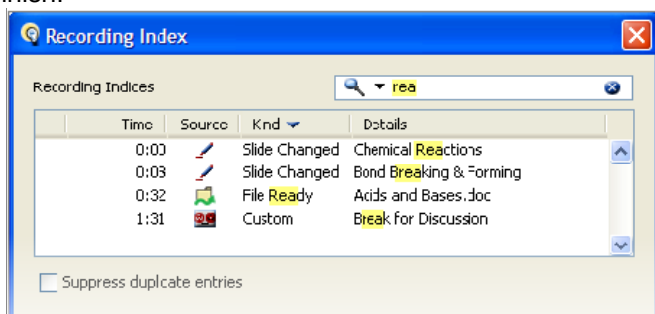 Recording Index
Recording Indices rea
Time Source Kind Details
0:00 Slide Changed Chemical Reactions
0:03 Slide Changed Bond Breaking & Forming
0:32 File Ready Acids and Bases.doc
1:31 Custom Break for Discussion
Suppress duplicate entries